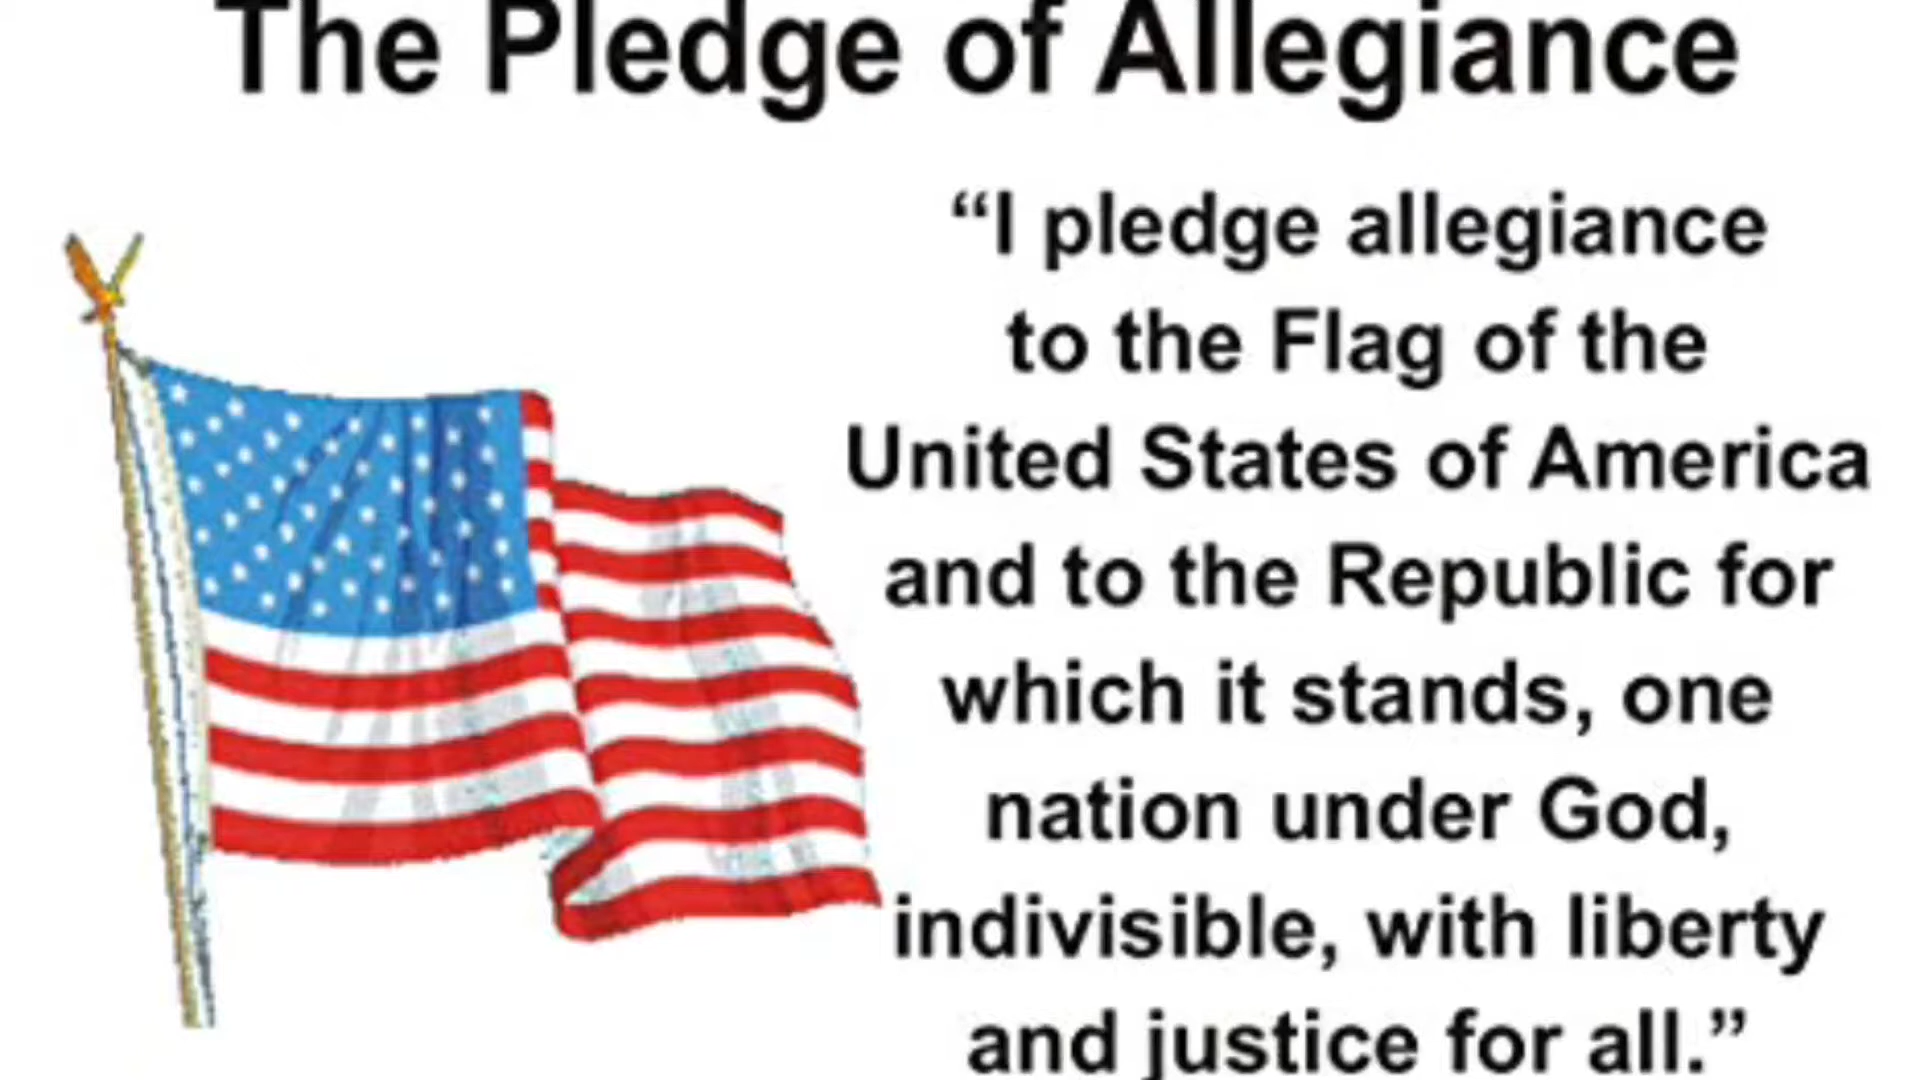 The Pledge of Allegiance
“I pledge allegiance
to the Flag of the
United States of America
and to the Republic for
which it stands, one
nation under God,
indivisible, with liberty
and justice for all.”